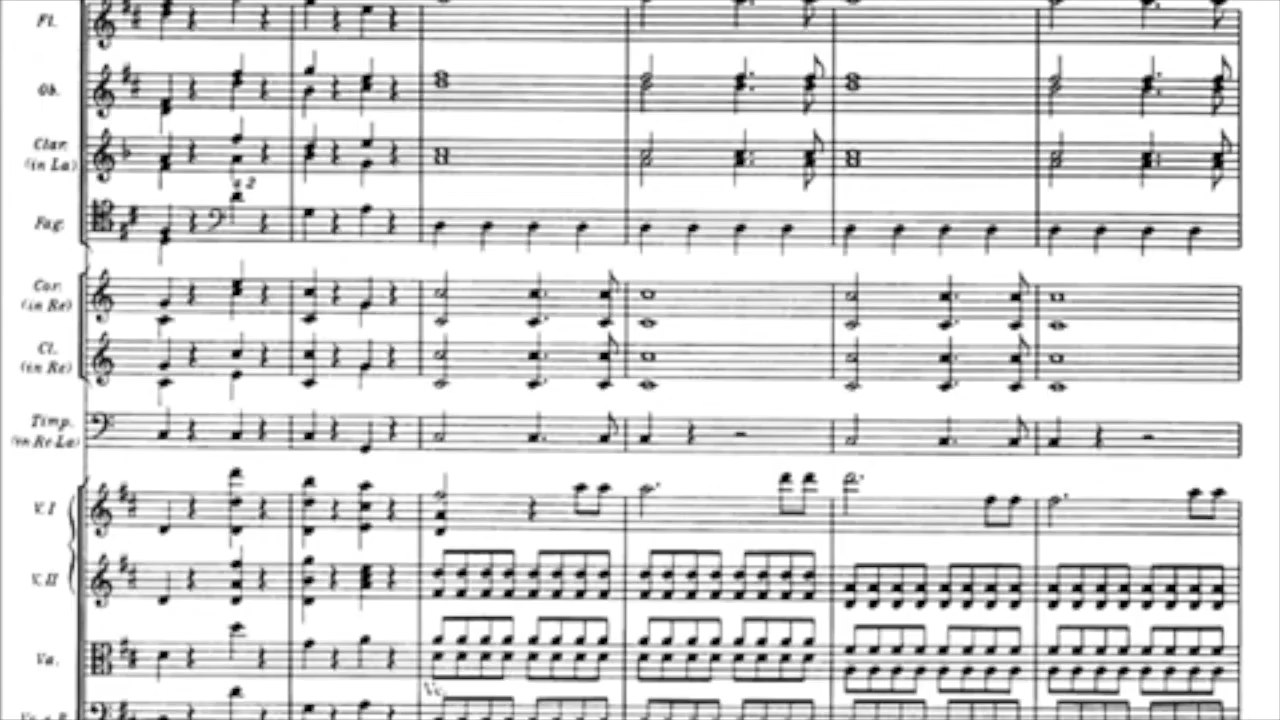 Fl.
Ob.
Clar.
(in La)
a 2
Fag.
Cor.
(in Re)
Cl.
(in Re)
Timp.
(in Re-La)
V. I
V. II
Va.
Vc.